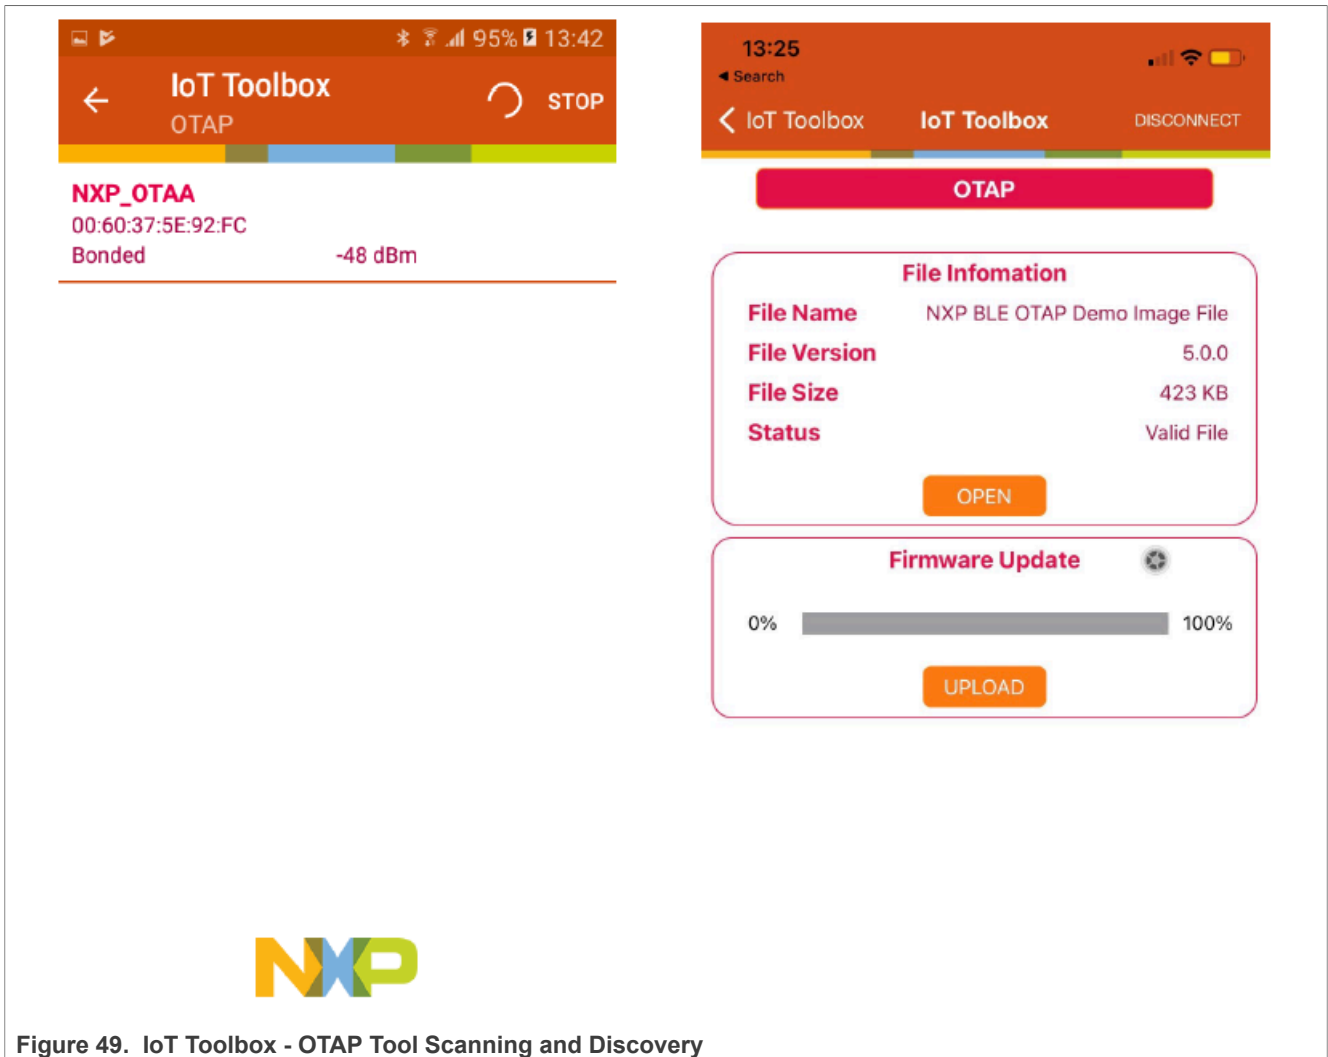 95% 13:42
IoT Toolbox
OTAP
STOP
NXP_OTAA
00:60:37:5E:92:FC
Bonded -48 dBm
NXP
13:25
Search
IoT Toolbox IoT Toolbox DISCONNECT
OTAP
File Infomation
File Name NXP BLE OTAP Demo Image File
File Version 5.0.0
File Size 423 KB
Status Valid File
OPEN
Firmware Update
0% 100%
UPLOAD
Figure 49. IoT Toolbox - OTAP Tool Scanning and Discovery